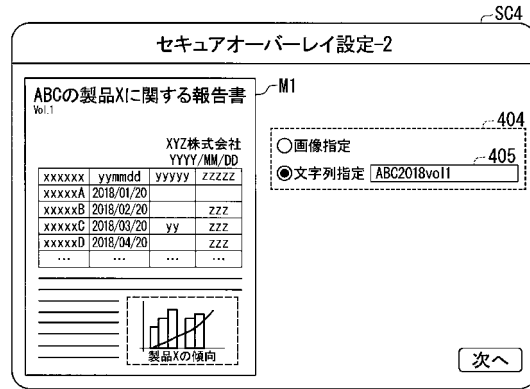 SC4
セキュアオーバーレイ設定-2
ABCの製品Xに関する報告書
Vol.1
M1
XYZ株式会社
YYYY/MM/DD
404
画像指定
405
文字列指定 ABC2018vol1
xxxxxx yymmdd yyyyy zzzzz
xxxxxA 2018/01/20
xxxxxB 2018/02/20 zzz
xxxxxC 2018/03/20 yy zzz
xxxxxD 2018/04/20 zzz
… … … …
製品Xの傾向
次へ